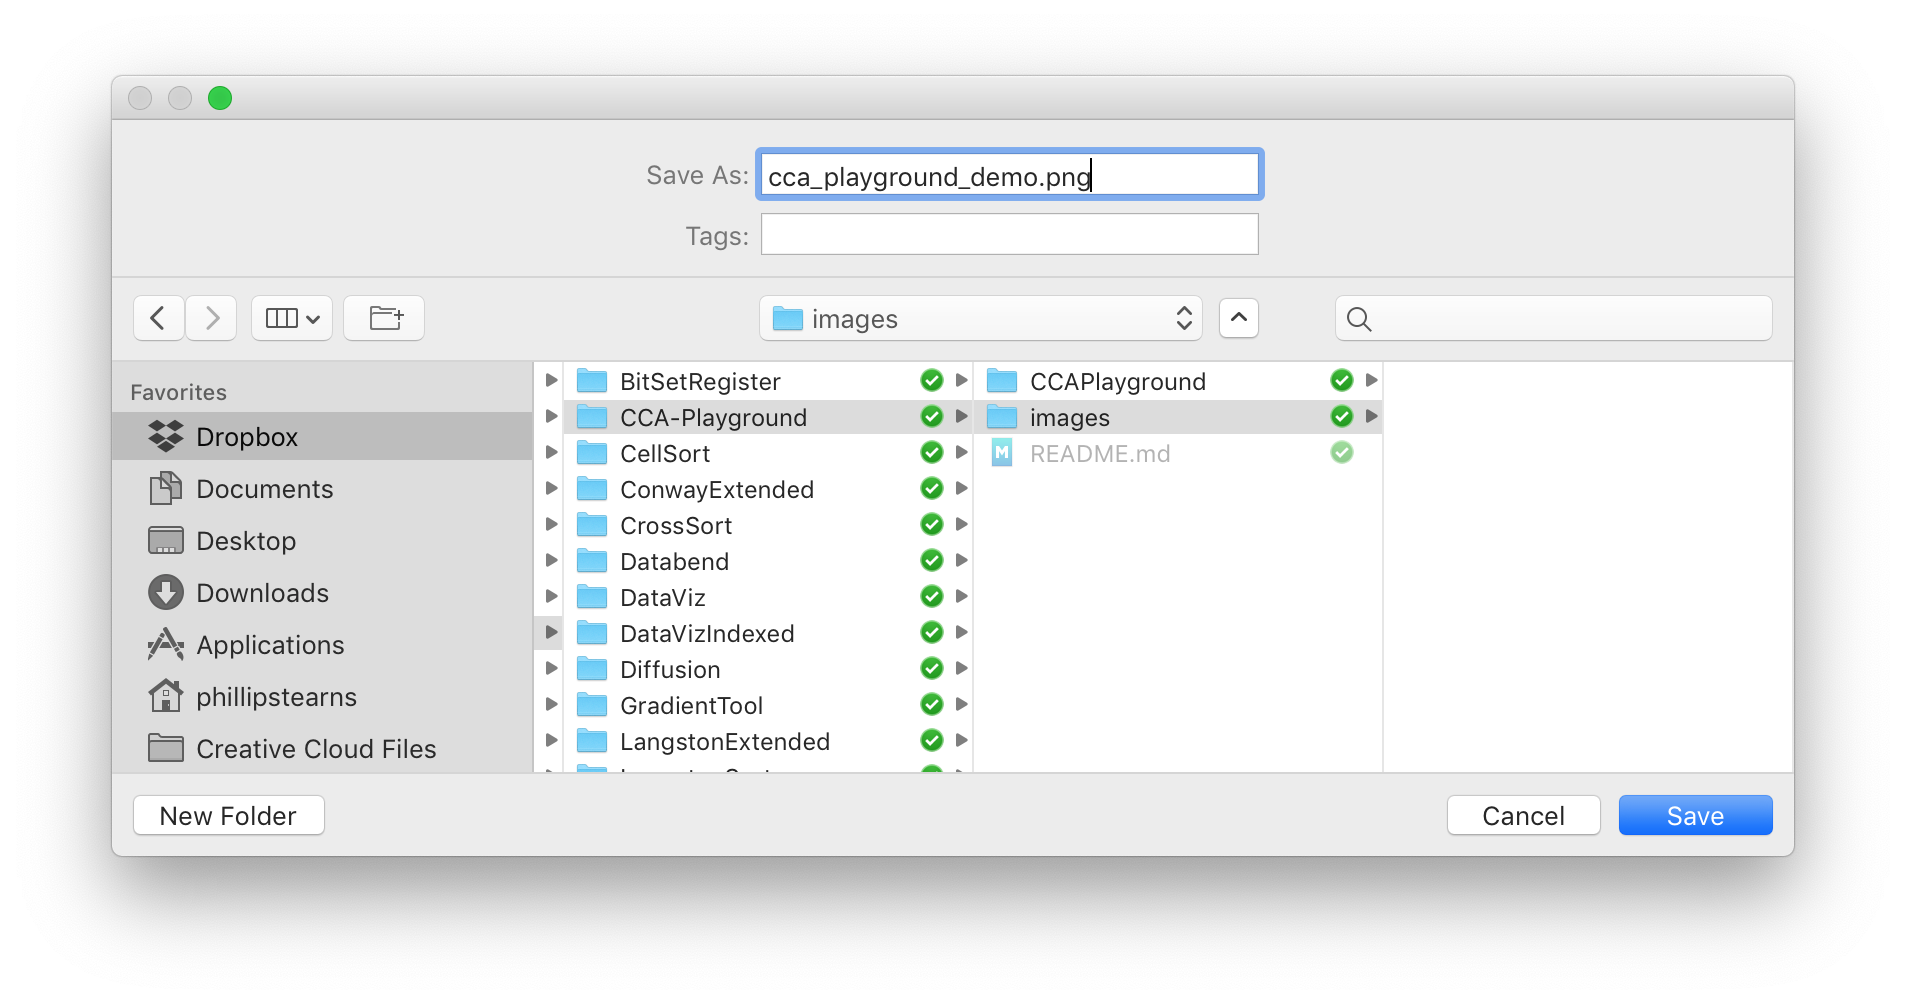 Save As: cca_playground_demo.png
Tags:
images
Favorites
Dropbox
Documents
Desktop
Downloads
Applications
phillipstearns
Creative Cloud Files
BitSetRegister
CCA-Playground
CellSort
ConwayExtended
CrossSort
Databend
DataViz
DataVizIndexed
Diffusion
GradientTool
LangstonExtended
CCAPlayground
images
M README.md
New Folder
Cancel
Save